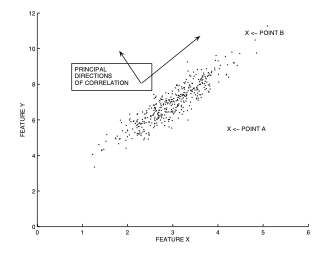 12
10
8
6
4
2
0
0 1 2 3 4 5 6
FEATURE Y
FEATURE X
X <- POINT B
PRINCIPAL
DIRECTIONS
OF CORRELATION
X <- POINT A